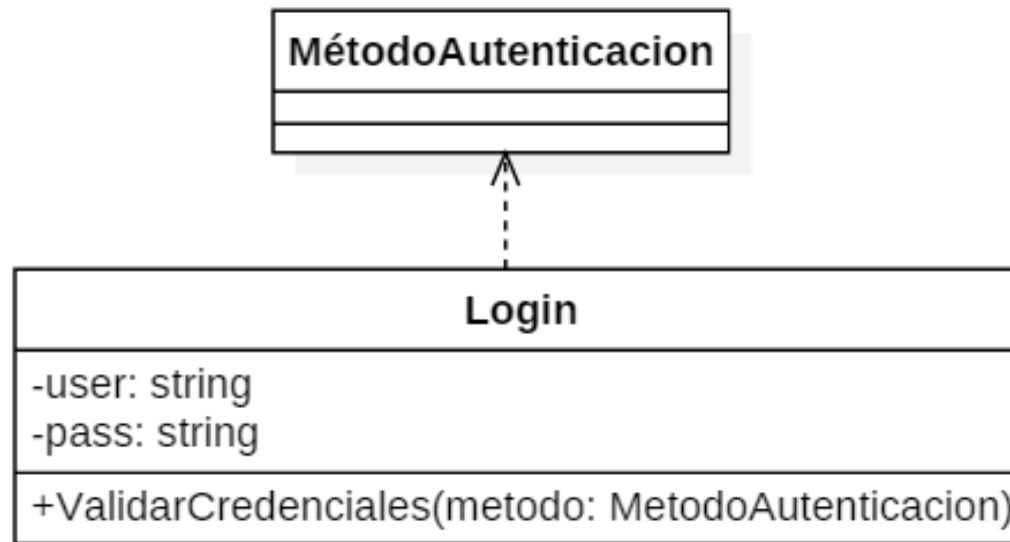 MétodoAutenticacion
Login
-user: string
-pass: string
+ValidarCredenciales(metodo: MetodoAutenticacion)